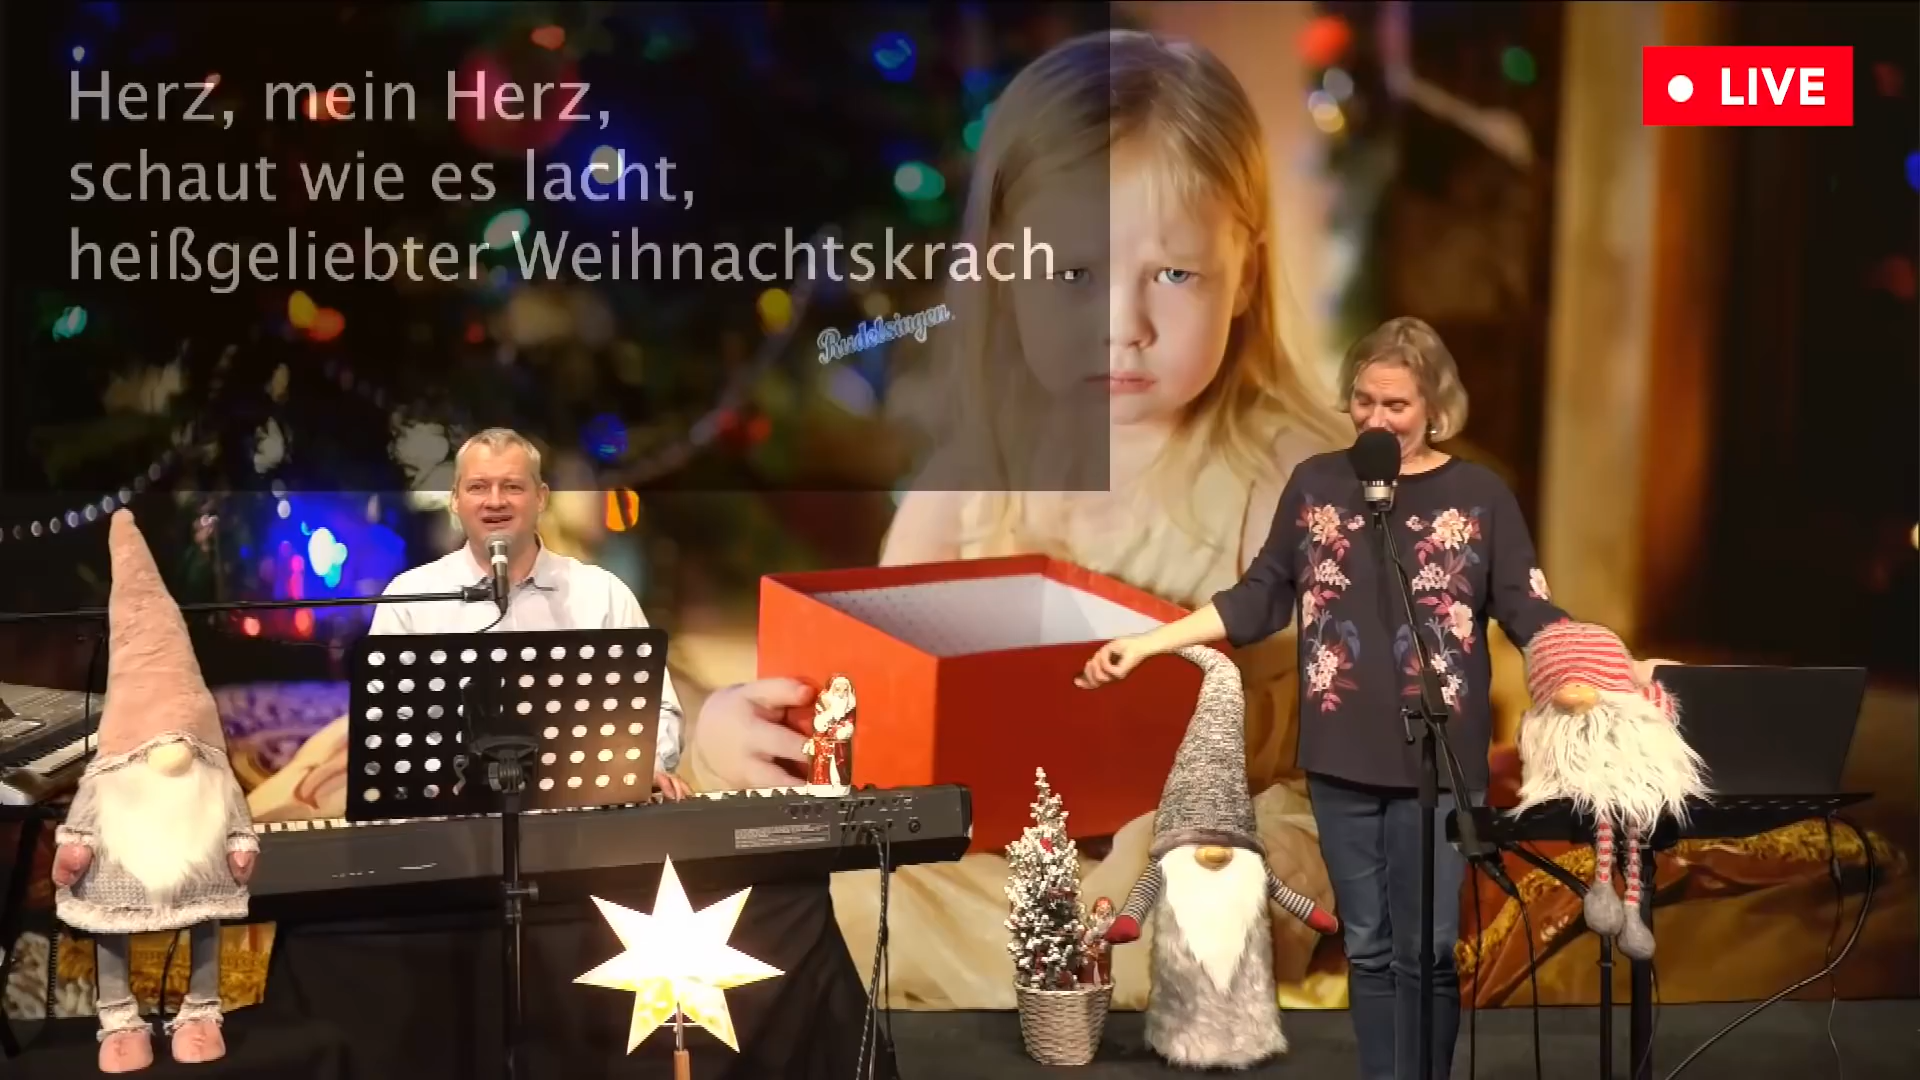 Herz, mein Herz,
schaut wie es lacht,
heißgeliebter Weihnachtskrach.
Rudelsingen.
LIVE